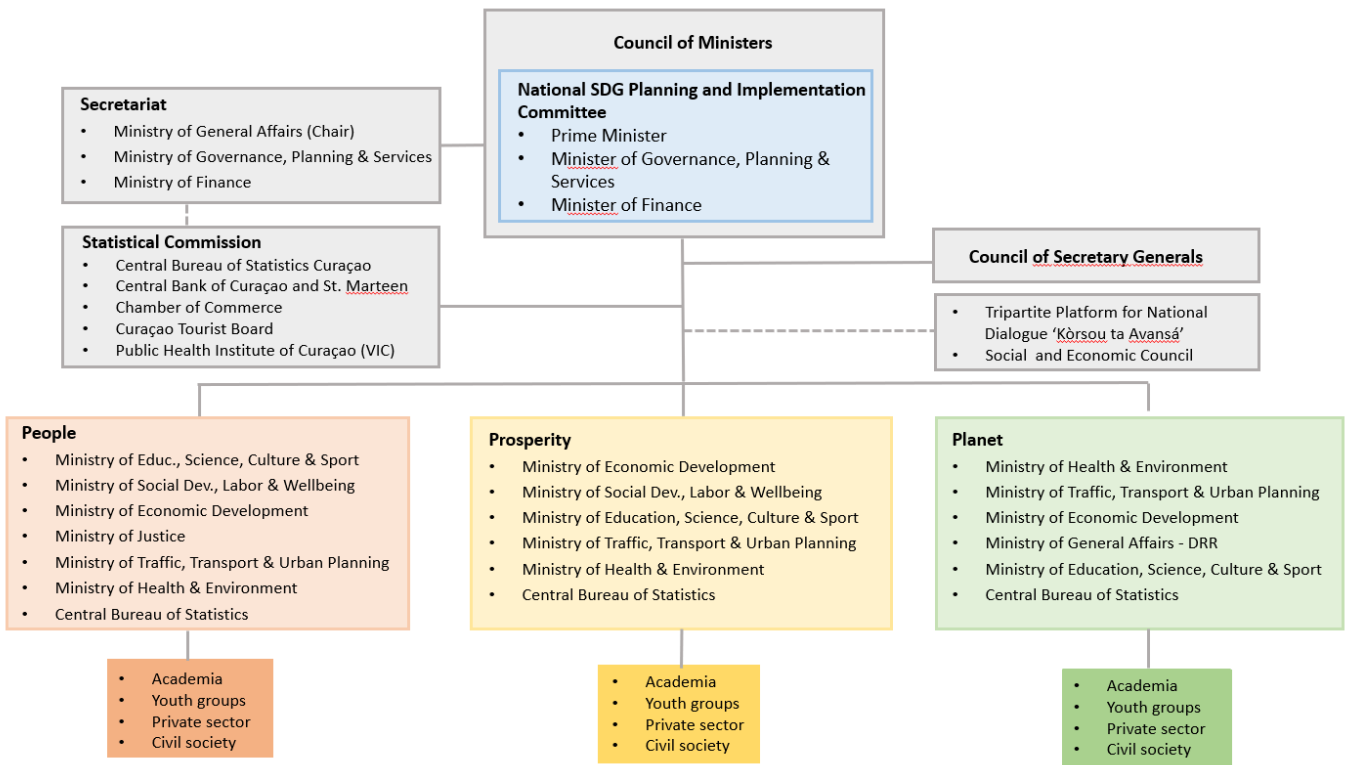 Council of Ministers
National SDG Planning and Implementation
Committee
• Prime Minister
• Minister of Governance, Planning &
Services
• Minister of Finance
Secretariat
• Ministry of General Affairs (Chair)
• Ministry of Governance, Planning & Services
• Ministry of Finance
Statistical Commission
• Central Bureau of Statistics Curaçao
• Central Bank of Curaçao and St. Marteen
• Chamber of Commerce
• Curaçao Tourist Board
• Public Health Institute of Curaçao (VIC)
Council of Secretary Generals
• Tripartite Platform for National
Dialogue ‘Kòrsou ta Avansá’
• Social and Economic Council
People
• Ministry of Educ., Science, Culture & Sport
• Ministry of Social Dev., Labor & Wellbeing
• Ministry of Economic Development
• Ministry of Justice
• Ministry of Traffic, Transport & Urban Planning
• Ministry of Health & Environment
• Central Bureau of Statistics
Prosperity
• Ministry of Economic Development
• Ministry of Social Dev., Labor & Wellbeing
• Ministry of Education, Science, Culture & Sport
• Ministry of Traffic, Transport & Urban Planning
• Ministry of Health & Environment
• Central Bureau of Statistics
Planet
• Ministry of Health & Environment
• Ministry of Traffic, Transport & Urban Planning
• Ministry of Economic Development
• Ministry of General Affairs - DRR
• Ministry of Education, Science, Culture & Sport
• Central Bureau of Statistics
• Academia
• Youth groups
• Private sector
• Civil society
• Academia
• Youth groups
• Private sector
• Civil society
• Academia
• Youth groups
• Private sector
• Civil society